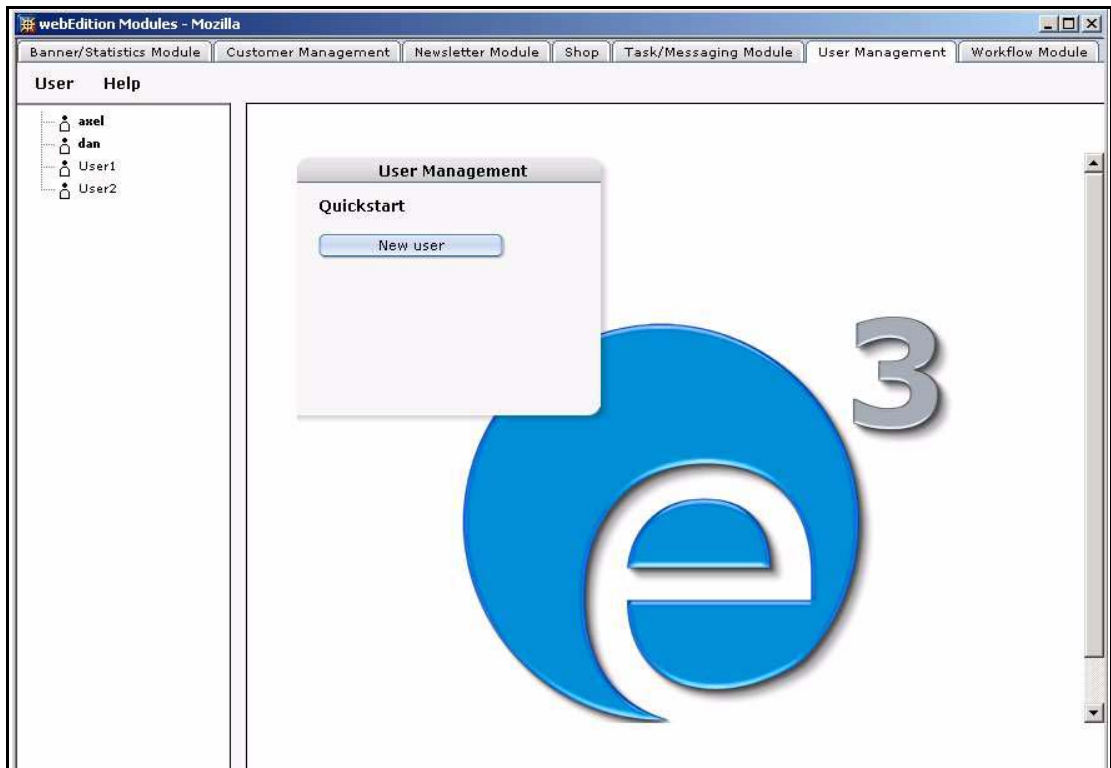 webEdition Modules - Mozilla
Banner/Statistics Module Customer Management Newsletter Module Shop Task/Messaging Module User Management Workflow Module
User Help
axel
dan
User1
User2
User Management
Quickstart
New user
e 3